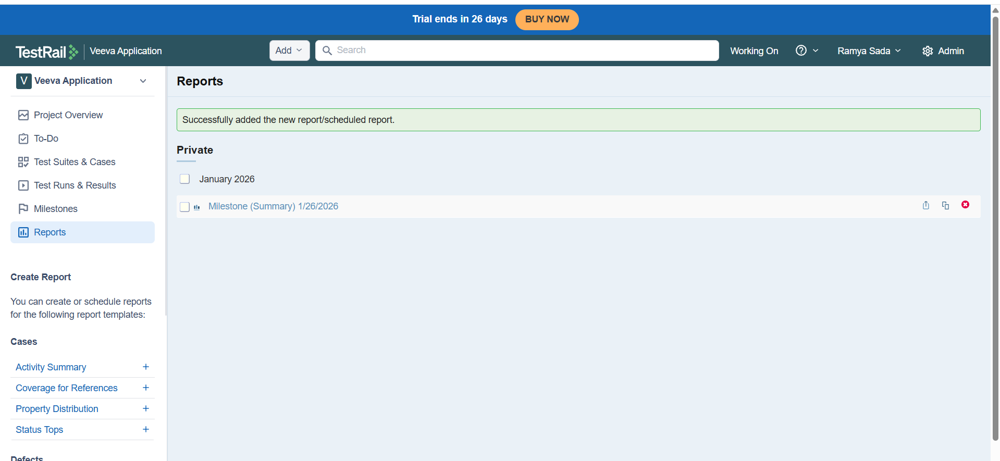 Trial ends in 26 days
BUY NOW
TestRail
Veeva Application
Add
Search
Working On
Ramya Sada
Admin
V
Veeva Application
Project Overview
To-Do
Test Suites & Cases
Test Runs & Results
Milestones
Reports
Create Report
You can create or schedule reports
for the following report templates:
Cases
Activity Summary
Coverage for References
Property Distribution
Status Tops
Defects
Reports
Successfully added the new report/scheduled report.
Private
January 2026
Milestone (Summary) 1/26/2026